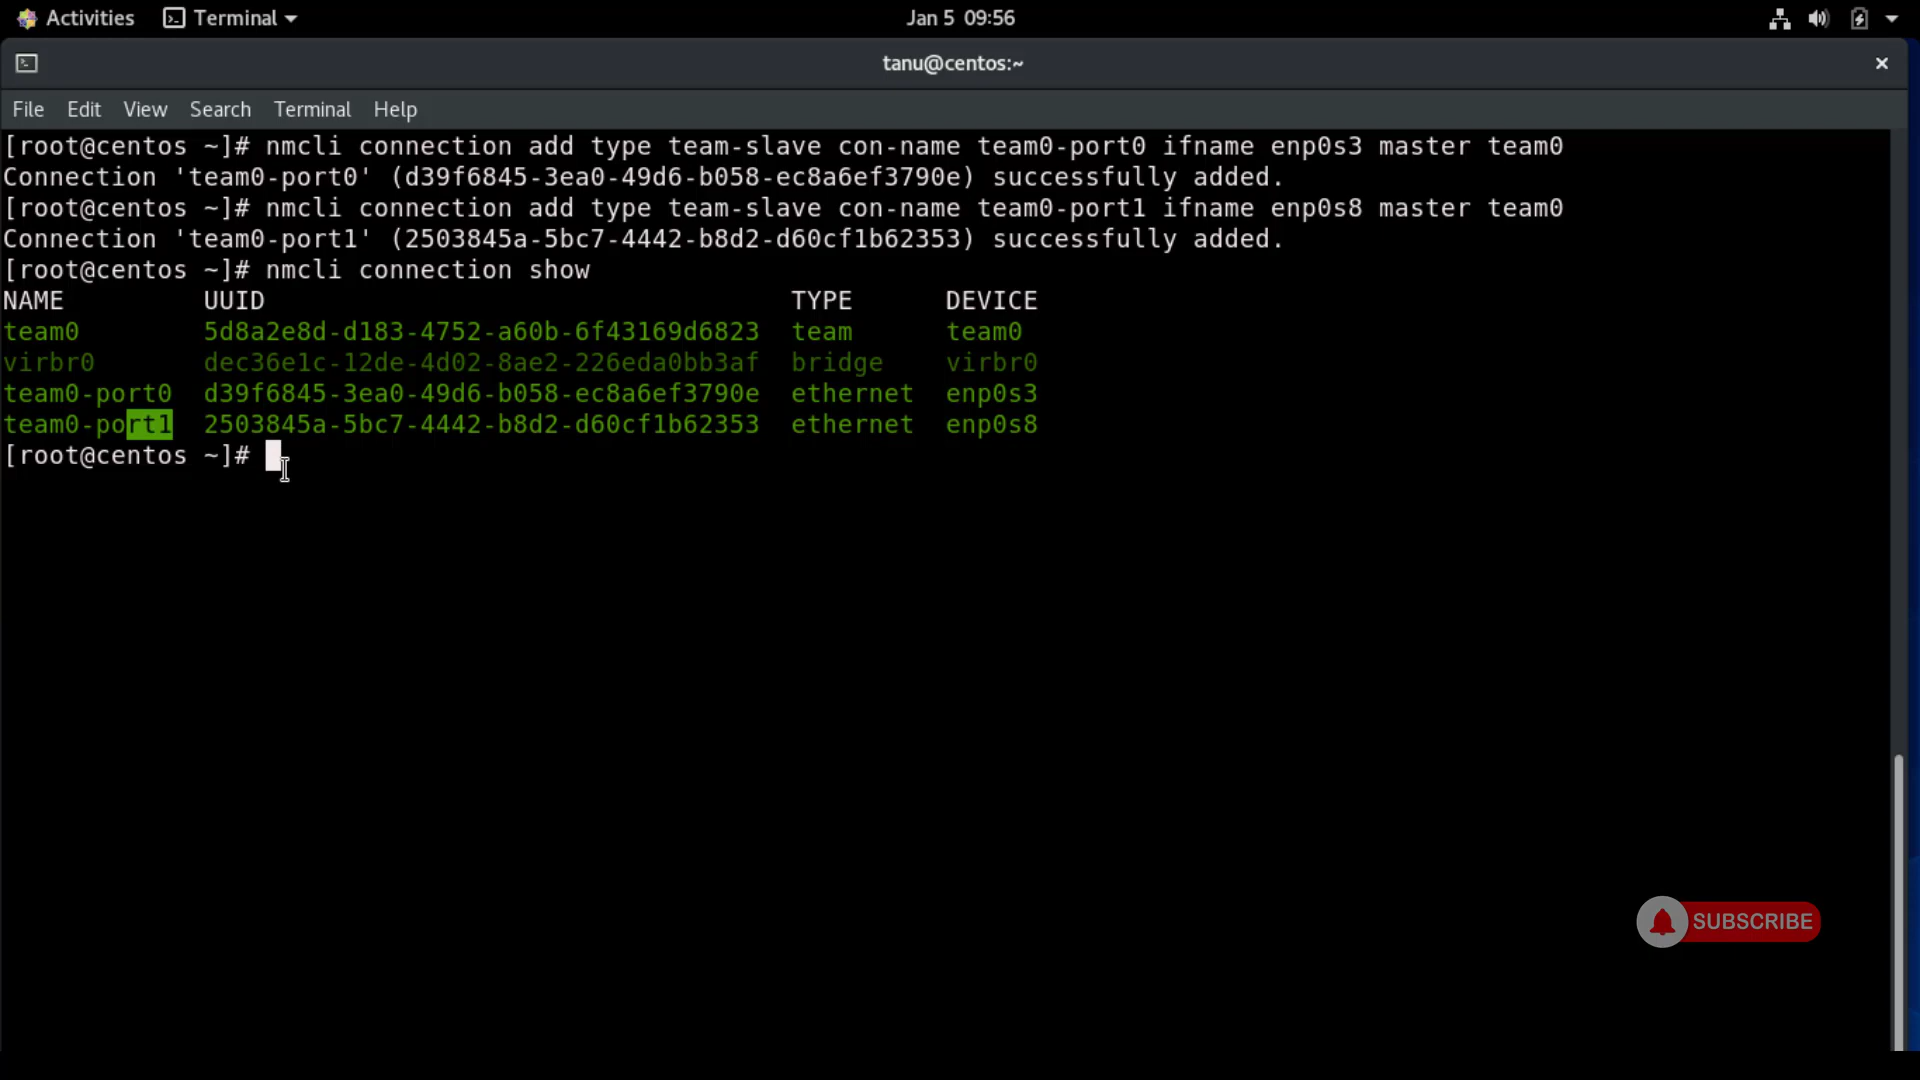 Activities Terminal Jan 5 09:56
tanu@centos:~
File Edit View Search Terminal Help
[root@centos ~]# nmcli connection add type team-slave con-name team0-port0 ifname enp0s3 master team0
Connection 'team0-port0' (d39f6845-3ea0-49d6-b058-ec8a6ef3790e) successfully added.
[root@centos ~]# nmcli connection add type team-slave con-name team0-port1 ifname enp0s8 master team0
Connection 'team0-port1' (2503845a-5bc7-4442-b8d2-d60cf1b62353) successfully added.
[root@centos ~]# nmcli connection show
NAME UUID TYPE DEVICE
team0 5d8a2e8d-d183-4752-a60b-6f43169d6823 team team0
virbr0 dec36e1c-12de-4d02-8ae2-226eda0bb3af bridge virbr0
team0-port0 d39f6845-3ea0-49d6-b058-ec8a6ef3790e ethernet enp0s3
team0-port1 2503845a-5bc7-4442-b8d2-d60cf1b62353 ethernet enp0s8
[root@centos ~]#
SUBSCRIBE